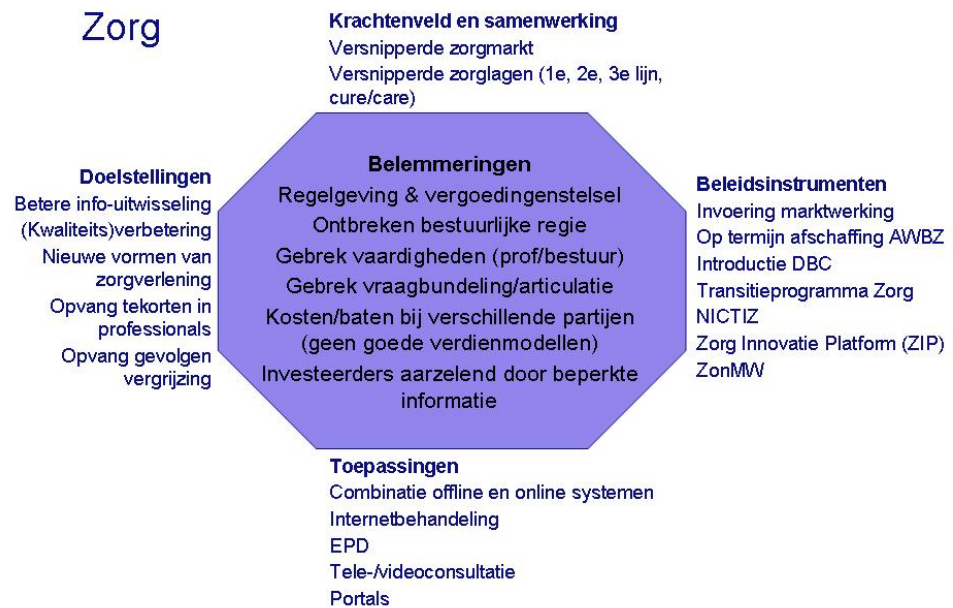 Zorg
Krachtenveld en samenwerking
Versnipperde zorgmarkt
Versnipperde zorglagen (1e, 2e, 3e lijn,
cure/care)
Doelstellingen
Betere info-uitwisseling
(Kwaliteits)verbetering
Nieuwe vormen van
zorgverlening
Opvang tekorten in
professionals
Opvang gevolgen
vergrijzing
Belemmeringen
Regelgeving & vergoedingenstelsel
Ontbreken bestuurlijke regie
Gebrek vaardigheden (prof/bestuur)
Gebrek vraagbundeling/articulatie
Kosten/baten bij verschillende partijen
(geen goede verdienmodellen)
Investeerders aarzelend door beperkte
informatie
Beleidsinstrumenten
Invoering marktwerking
Op termijn afschaffing AWBZ
Introductie DBC
Transitieprogramma Zorg
NICTIZ
Zorg Innovatie Platform (ZIP)
ZonMW
Toepassingen
Combinatie offline en online systemen
Internetbehandeling
EPD
Tele-/videoconsultatie
Portals